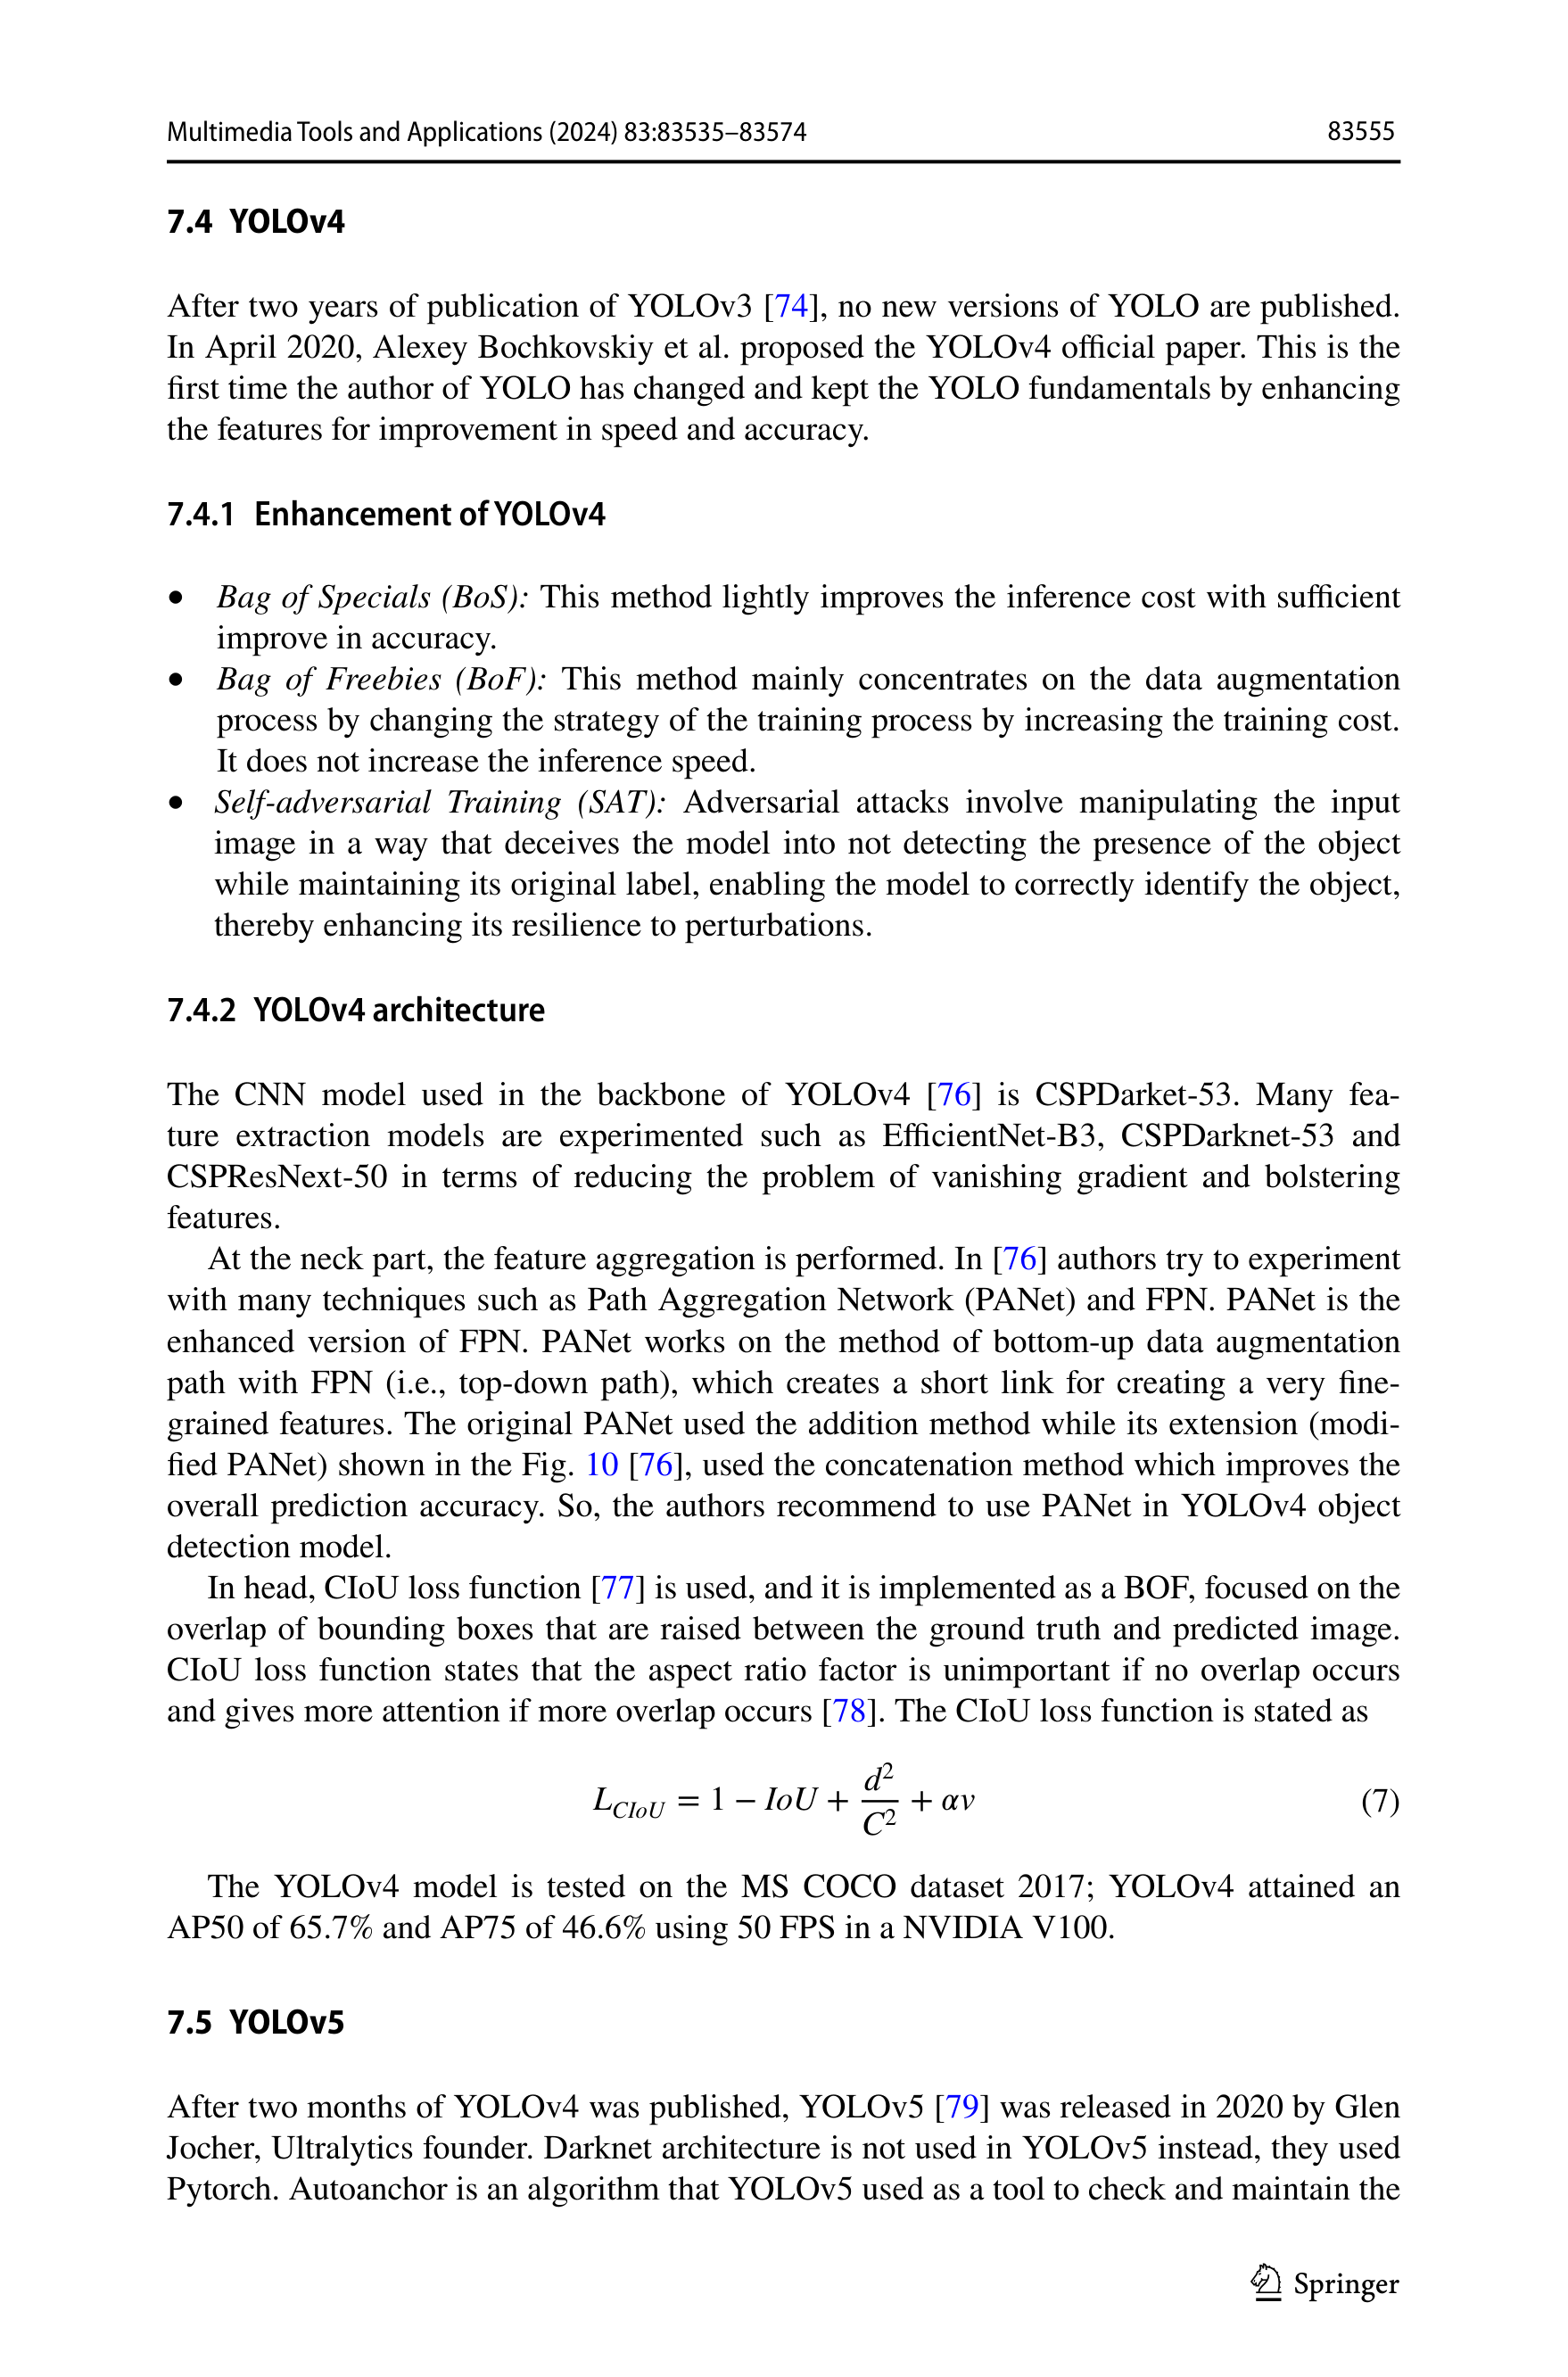 Multimedia Tools and Applications (2024) 83:83535–83574 83555
7.4 YOLOv4
After two years of publication of YOLOv3 [74], no new versions of YOLO are published.
In April 2020, Alexey Bochkovskiy et al. proposed the YOLOv4 official paper. This is the
first time the author of YOLO has changed and kept the YOLO fundamentals by enhancing
the features for improvement in speed and accuracy.
7.4.1 Enhancement of YOLOv4
• Bag of Specials (BoS): This method lightly improves the inference cost with sufficient
improve in accuracy.
• Bag of Freebies (BoF): This method mainly concentrates on the data augmentation
process by changing the strategy of the training process by increasing the training cost.
It does not increase the inference speed.
• Self-adversarial Training (SAT): Adversarial attacks involve manipulating the input
image in a way that deceives the model into not detecting the presence of the object
while maintaining its original label, enabling the model to correctly identify the object,
thereby enhancing its resilience to perturbations.
7.4.2 YOLOv4 architecture
The CNN model used in the backbone of YOLOv4 [76] is CSPDarket-53. Many fea-
ture extraction models are experimented such as EfficientNet-B3, CSPDarknet-53 and
CSPResNext-50 in terms of reducing the problem of vanishing gradient and bolstering
features.
At the neck part, the feature aggregation is performed. In [76] authors try to experiment
with many techniques such as Path Aggregation Network (PANet) and FPN. PANet is the
enhanced version of FPN. PANet works on the method of bottom-up data augmentation
path with FPN (i.e., top-down path), which creates a short link for creating a very fine-
grained features. The original PANet used the addition method while its extension (modi-
fied PANet) shown in the Fig. 10 [76], used the concatenation method which improves the
overall prediction accuracy. So, the authors recommend to use PANet in YOLOv4 object
detection model.
In head, CIoU loss function [77] is used, and it is implemented as a BOF, focused on the
overlap of bounding boxes that are raised between the ground truth and predicted image.
CIoU loss function states that the aspect ratio factor is unimportant if no overlap occurs
and gives more attention if more overlap occurs [78]. The CIoU loss function is stated as
L_{CIoU} = 1 − IoU + \frac{d^2}{C^2} + αv (7)
The YOLOv4 model is tested on the MS COCO dataset 2017; YOLOv4 attained an
AP50 of 65.7% and AP75 of 46.6% using 50 FPS in a NVIDIA V100.
7.5 YOLOv5
After two months of YOLOv4 was published, YOLOv5 [79] was released in 2020 by Glen
Jocher, Ultralytics founder. Darknet architecture is not used in YOLOv5 instead, they used
Pytorch. Autoanchor is an algorithm that YOLOv5 used as a tool to check and maintain the
Springer